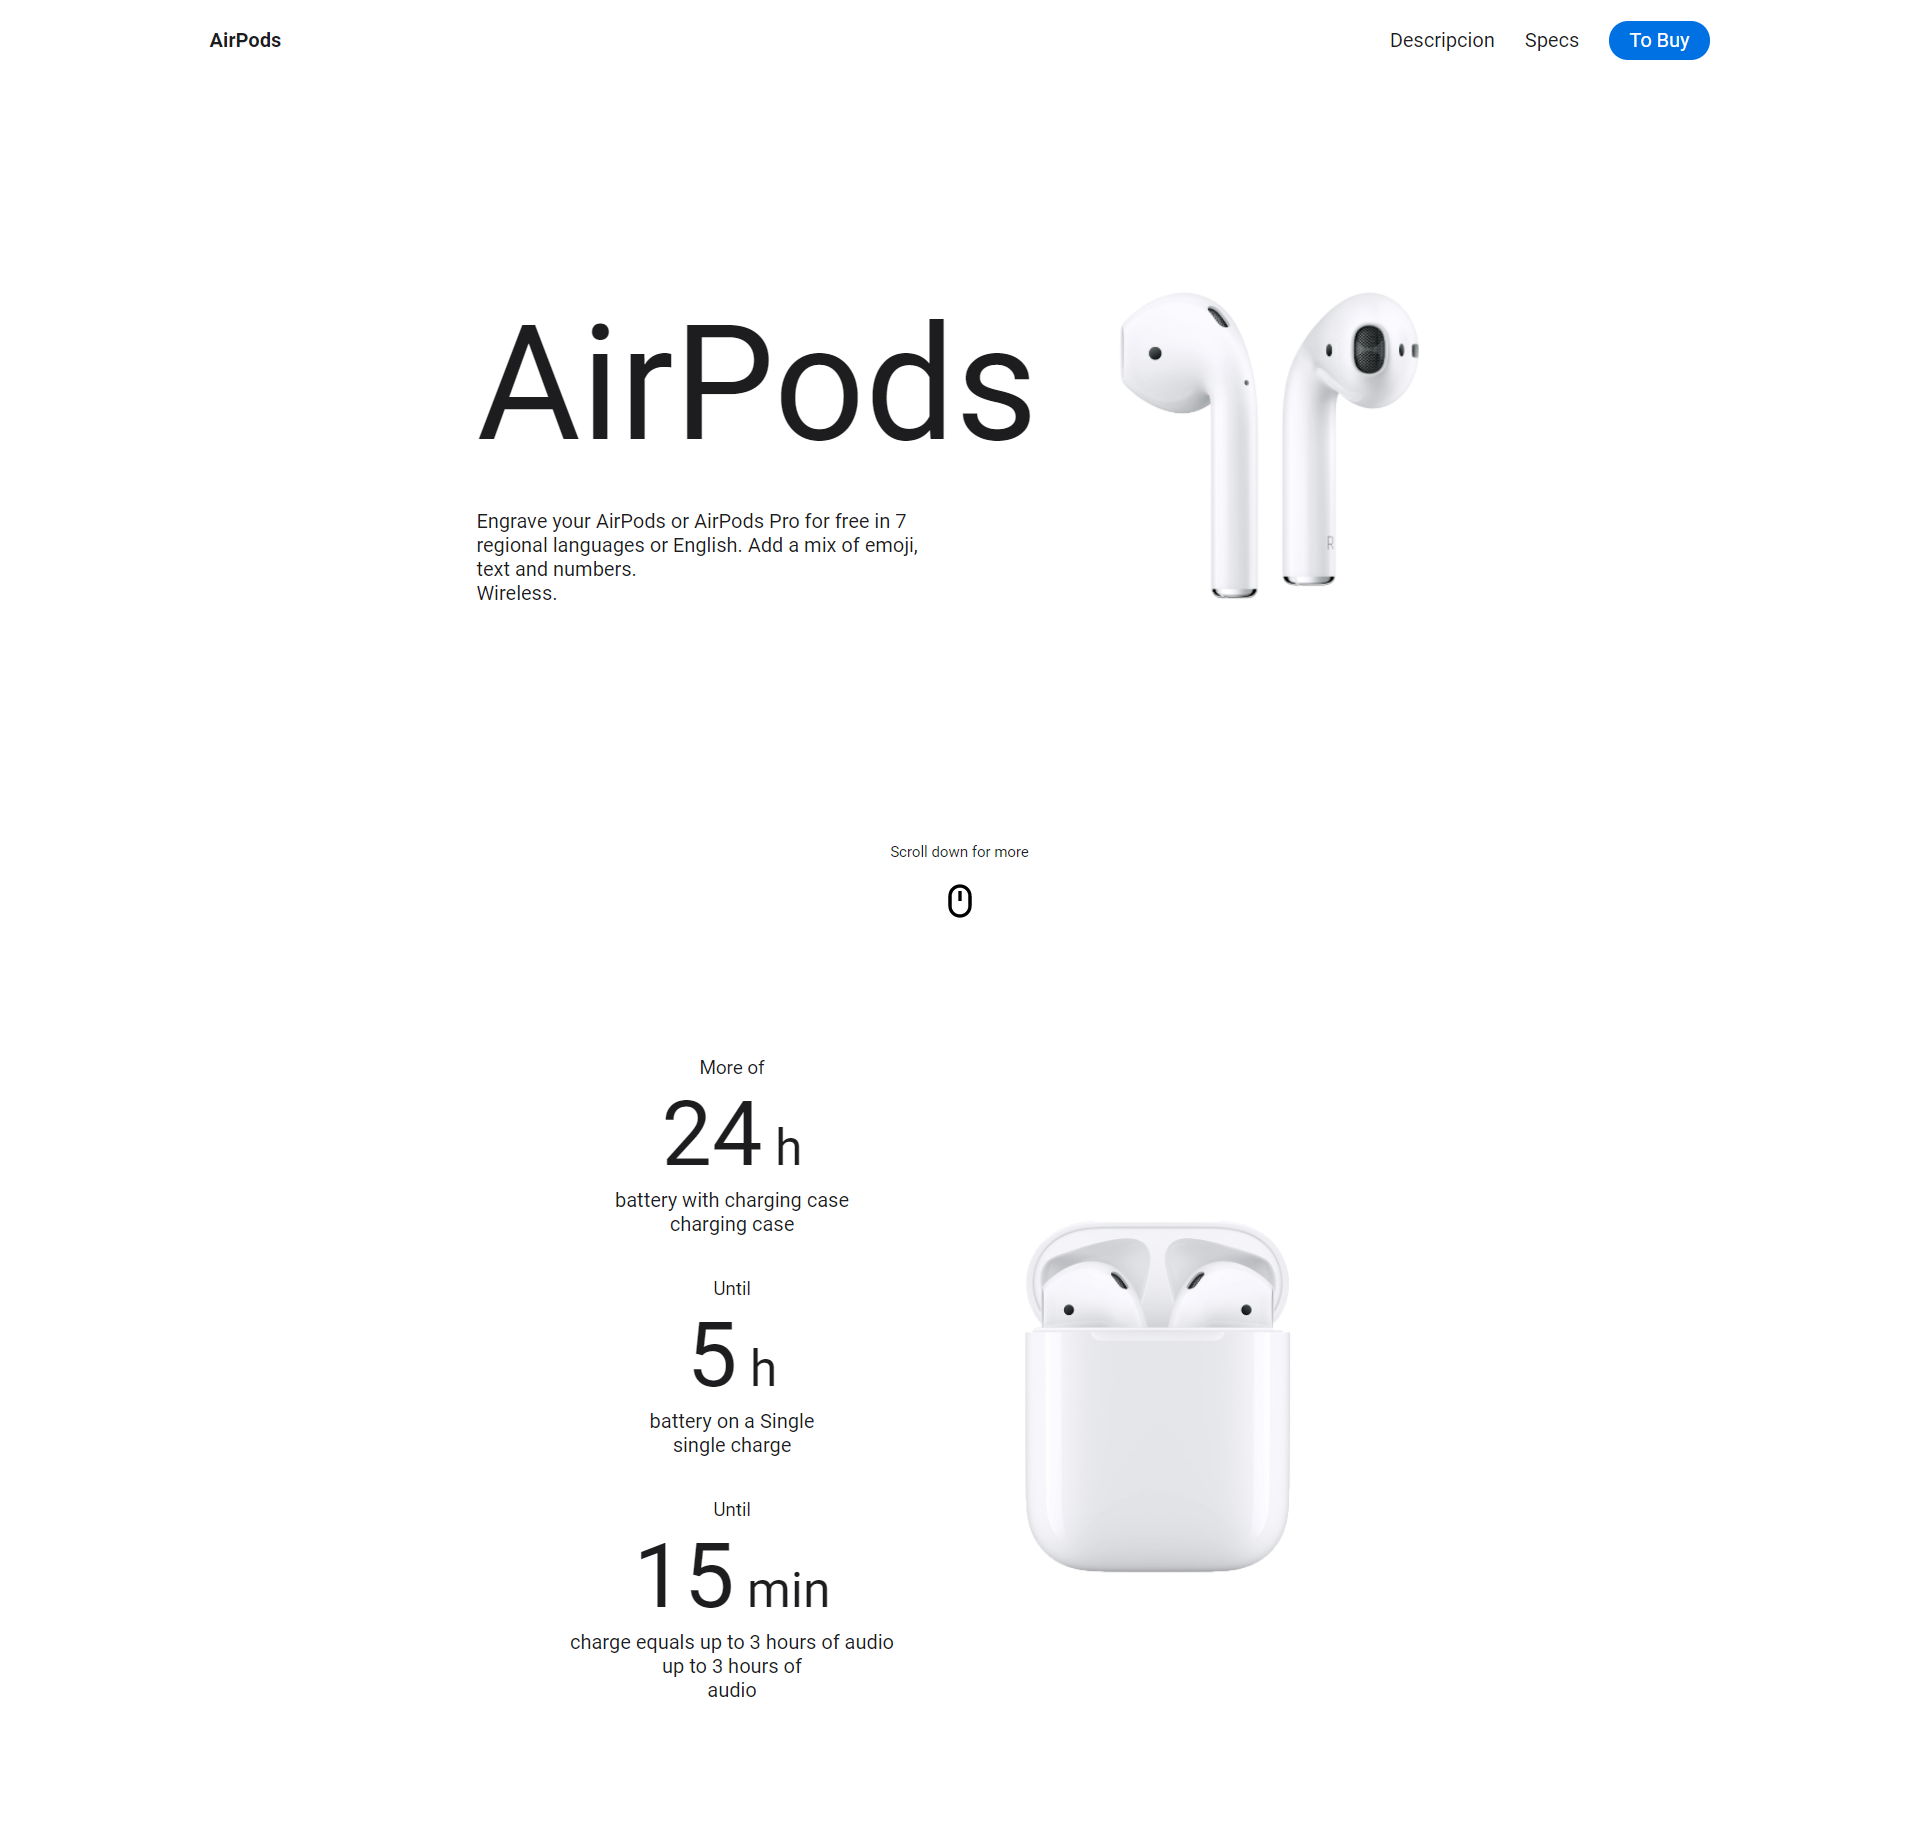 AirPods
Descripcion
Specs
To Buy
AirPods
Engrave your AirPods or AirPods Pro for free in 7
regional languages or English. Add a mix of emoji,
text and numbers.
Wireless.
R
Scroll down for more
More of
24 h
battery with charging case
charging case
Until
5 h
battery on a Single
single charge
Until
15 min
charge equals up to 3 hours of audio
up to 3 hours of
audio